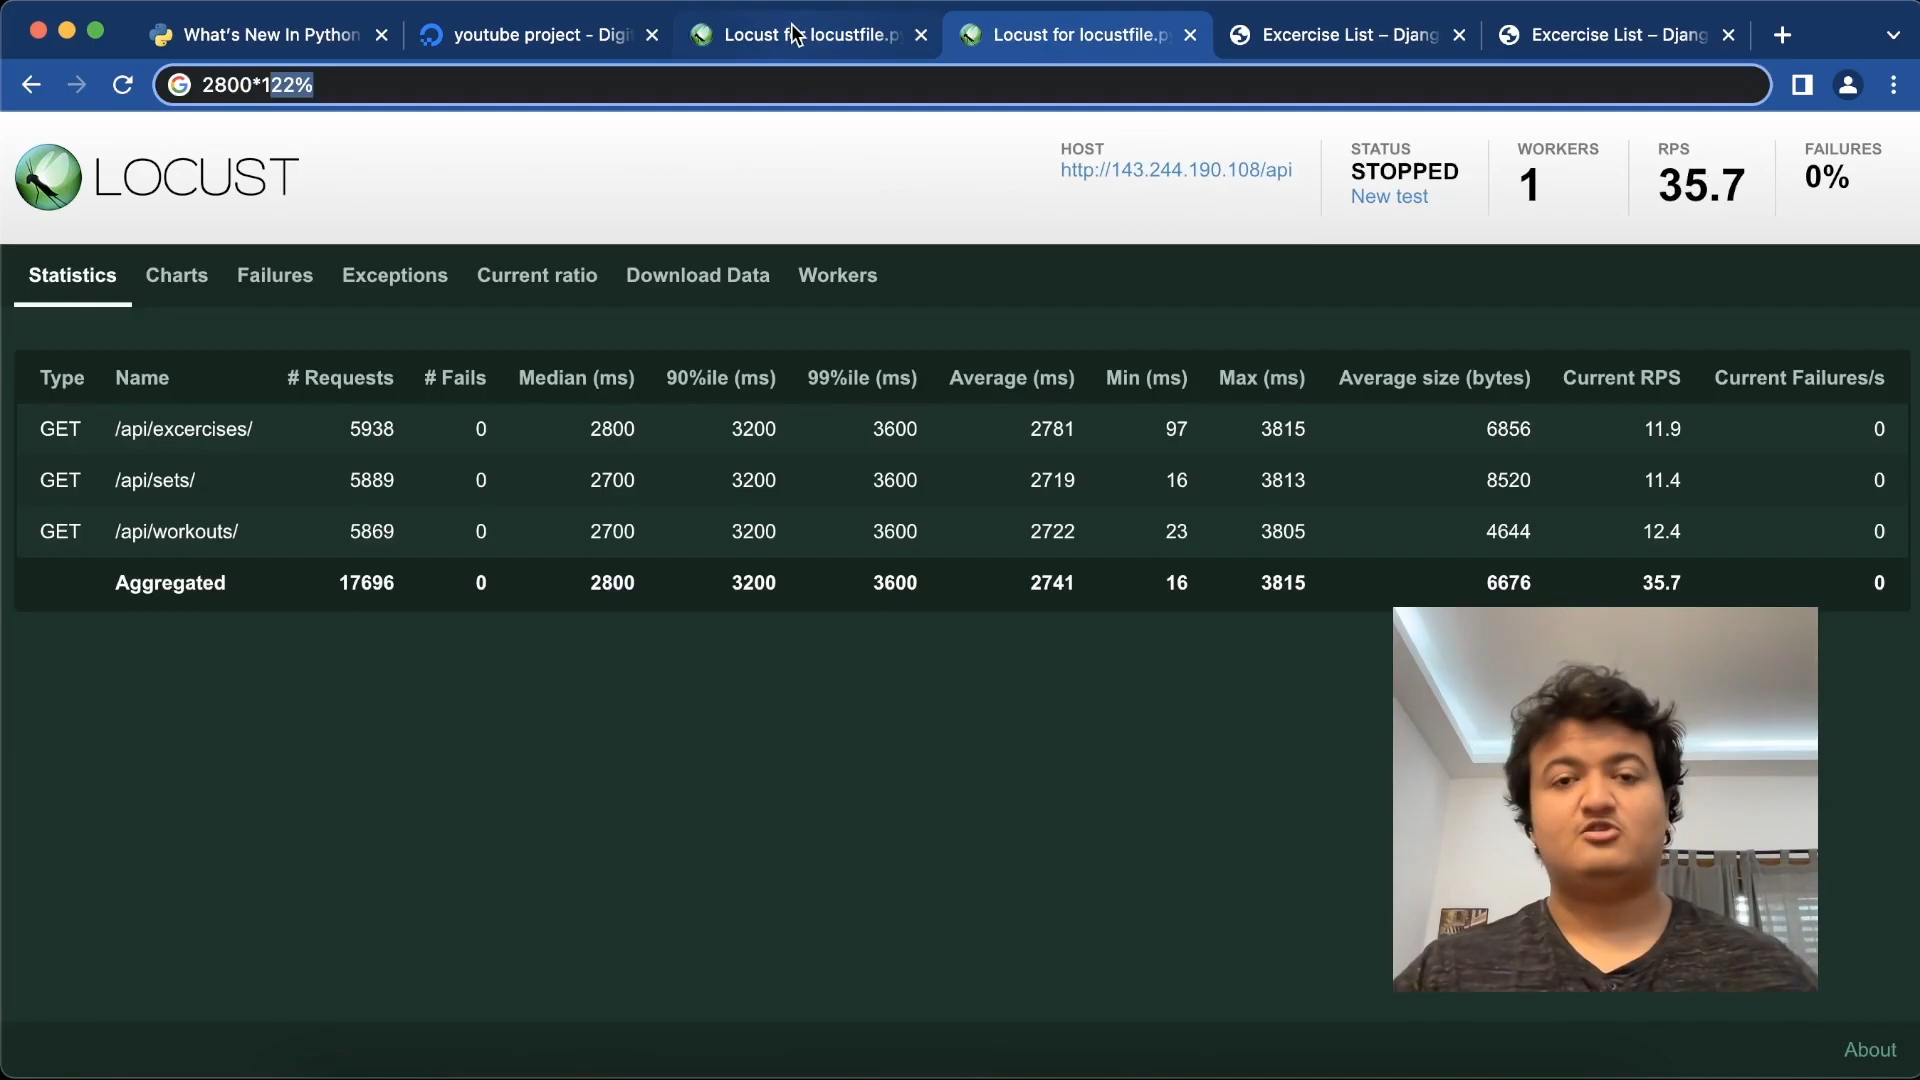 What's New In Python
youtube project - Digi
Locust f locustfile.p
Locust for locustfile.py
Excercise List – Djang
Excercise List – Djang
2800*122%
LOCUST
HOST
http://143.244.190.108/api
STATUS
STOPPED
New test
WORKERS
1
RPS
35.7
FAILURES
0%
Statistics Charts Failures Exceptions Current ratio Download Data Workers
Type Name # Requests # Fails Median (ms) 90%ile (ms) 99%ile (ms) Average (ms) Min (ms) Max (ms) Average size (bytes) Current RPS Current Failures/s
GET /api/excercises/ 5938 0 2800 3200 3600 2781 97 3815 6856 11.9 0
GET /api/sets/ 5889 0 2700 3200 3600 2719 16 3813 8520 11.4 0
GET /api/workouts/ 5869 0 2700 3200 3600 2722 23 3805 4644 12.4 0
Aggregated 17696 0 2800 3200 3600 2741 16 3815 6676 35.7 0
About